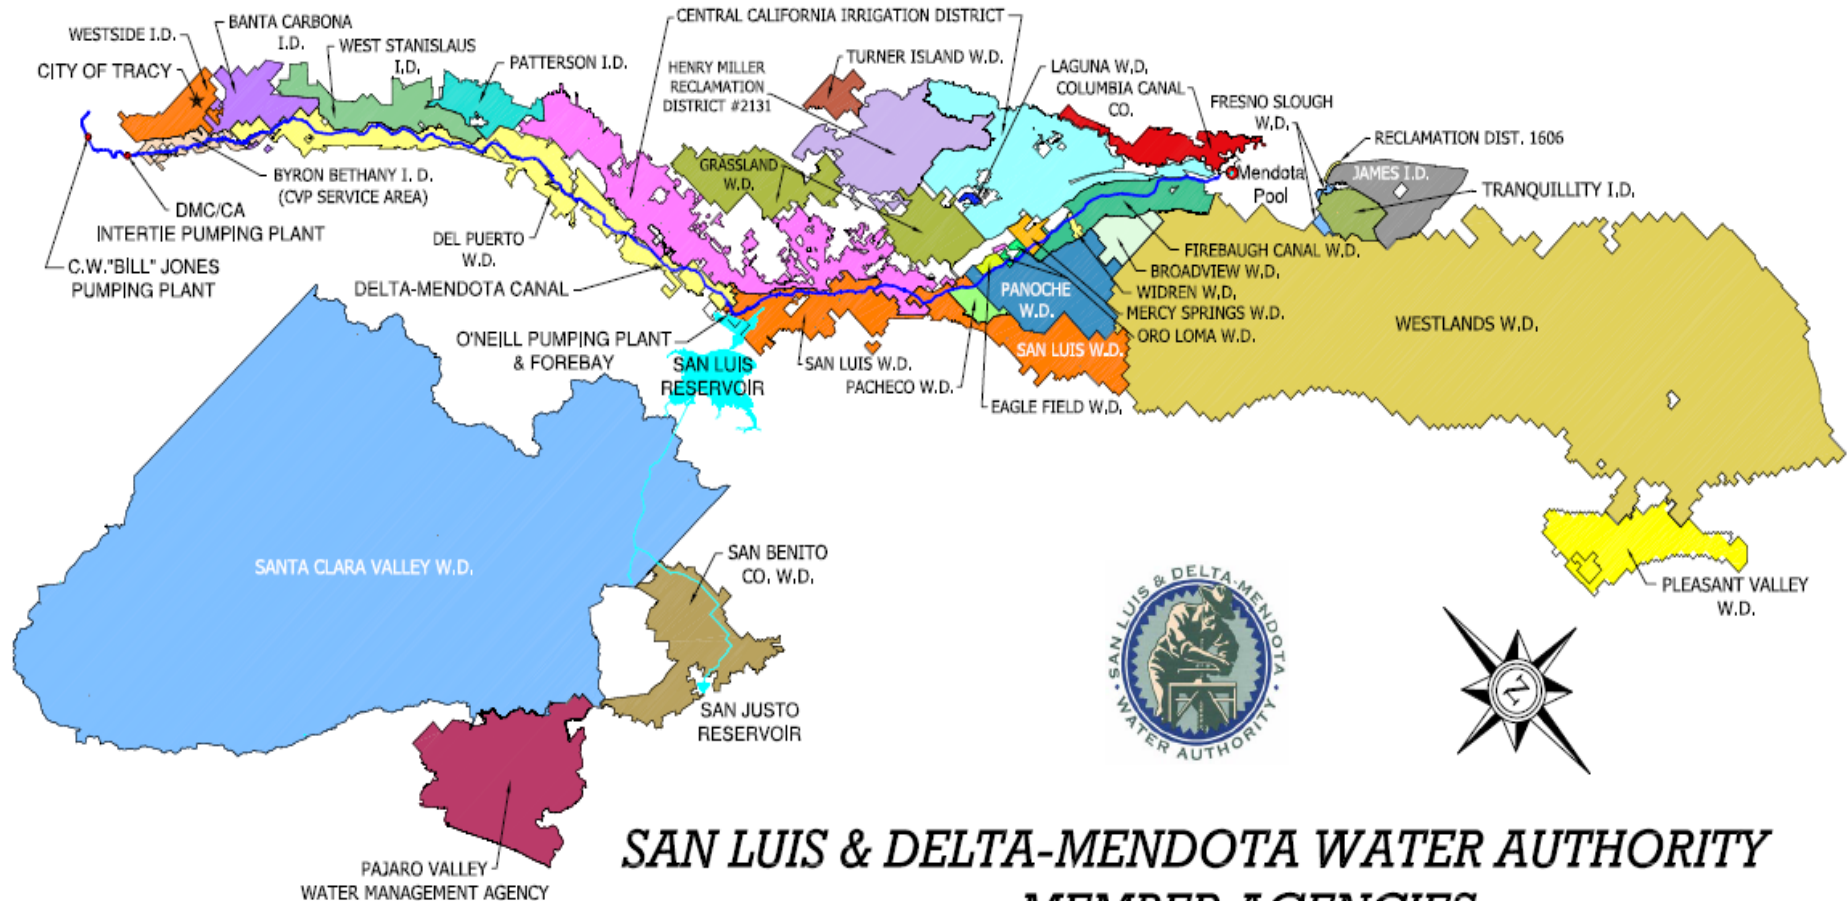 WESTSIDE I.D.
CITY OF TRACY
BANTA CARBONA
I.D.
WEST STANISLAUS
I.D.
PATTERSON I.D.
CENTRAL CALIFORNIA IRRIGATION DISTRICT
HENRY MILLER
RECLAMATION
DISTRICT #2131
TURNER ISLAND W.D.
LAGUNA W.D.
COLUMBIA CANAL
CO.
FRESNO SLOUGH
W.D.
RECLAMATION DIST. 1606
JAMES I.D.
TRANQUILLITY I.D.
Mendota
Pool
GRASSLAND
W.D.
BYRON BETHANY I. D.
(CVP SERVICE AREA)
DMC/CA
INTERTIE PUMPING PLANT
C.W."BILL" JONES
PUMPING PLANT
DEL PUERTO
W.D.
DELTA-MENDOTA CANAL
O'NEILL PUMPING PLANT
& FOREBAY
SAN LUIS
RESERVOIR
SAN LUIS W.D.
PACHECO W.D.
EAGLE FIELD W.D.
PANOCHE
W.D.
SAN LUIS W.D.
FIREBAUGH CANAL W.D.
BROADVIEW W.D.
WIDREN W.D.
MERCY SPRINGS W.D.
ORO LOMA W.D.
WESTLANDS W.D.
PLEASANT VALLEY
W.D.
SANTA CLARA VALLEY W.D.
SAN BENITO
CO. W.D.
SAN JUSTO
RESERVOIR
PAJARO VALLEY
WATER MANAGEMENT AGENCY
SAN LUIS & DELTA-MENDOTA
WATER AUTHORITY
N
SAN LUIS & DELTA-MENDOTA WATER AUTHORITY
MEMBER AGENCIES